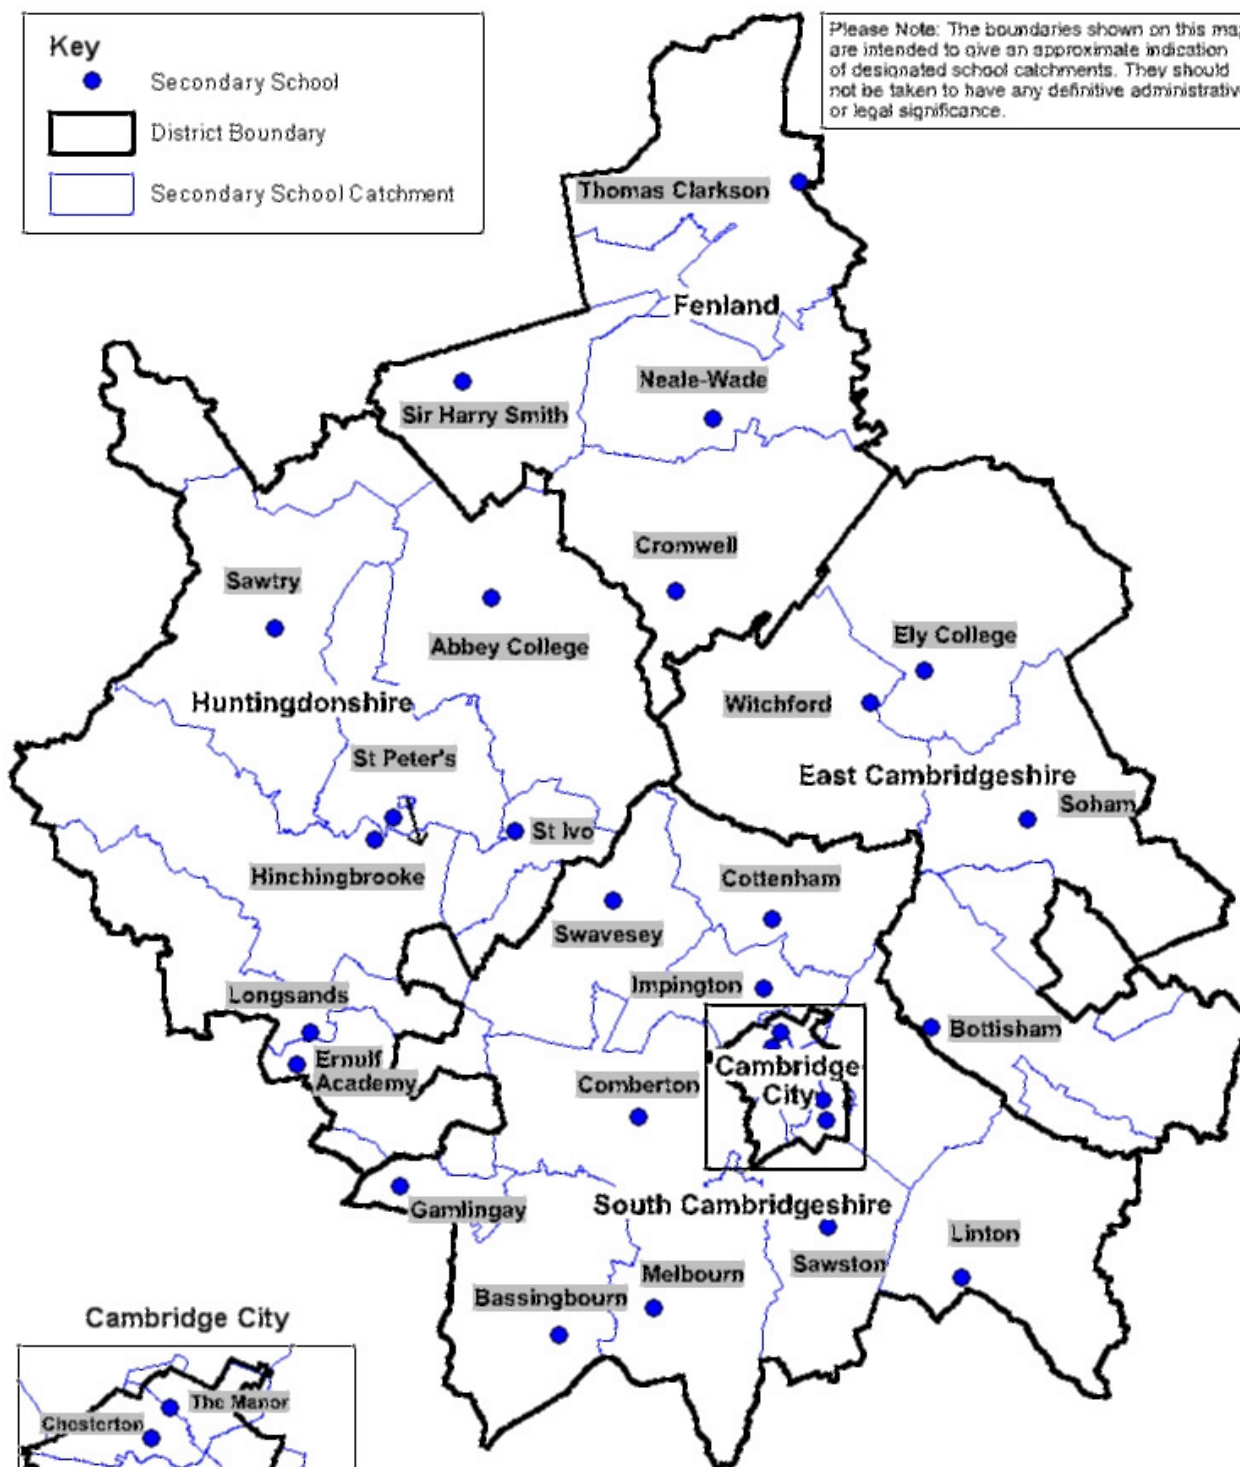 Key
Secondary School
District Boundary
Secondary School Catchment
Please Note: The boundaries shown on this ma
are intended to give an approximate indication
of designated school catchments. They should
not be taken to have any definitive administrativ
or legal significance.
Thomas Clarkson
Fenland
Neale-Wade
Sir Harry Smith
Cromwell
Sawtry
Abbey College
Ely College
Huntingdonshire
Witchford
St Peter's
East Cambridgeshire
Soham
St Ivo
Hinchingbrooke
Cottenham
Swavesey
Impington
Longsands
Bottisham
Ernulf
Academy
Cambridge
City
Comberton
South Cambridgeshire
Gamlingay
Linton
Sawston
Melbourn
Bassingbourn
Cambridge City
The Manor
Chesterton